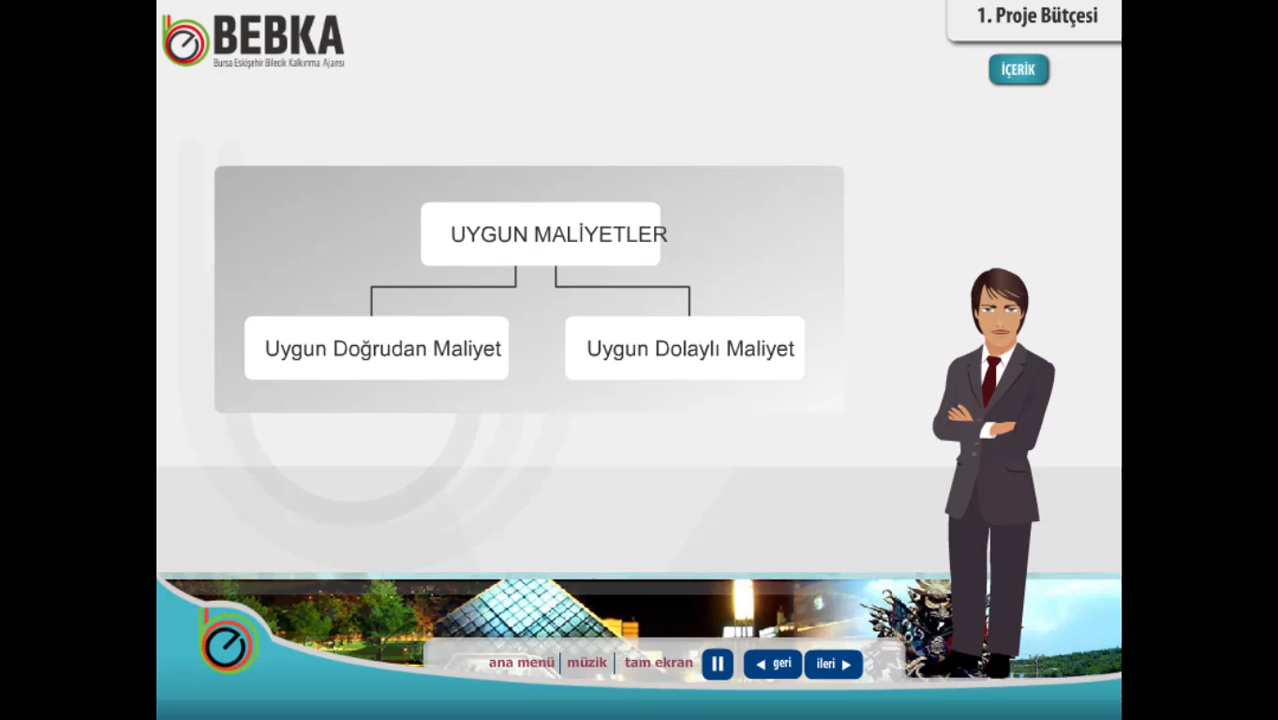 BEBKA
Bursa Eskişehir Bilecik Kalkınma Ajansı
1. Proje Bütçesi
İÇERİK
UYGUN MALİYETLER
Uygun Doğrudan Maliyet
Uygun Dolaylı Maliyet
ana menü müzik tam ekran geri ileri